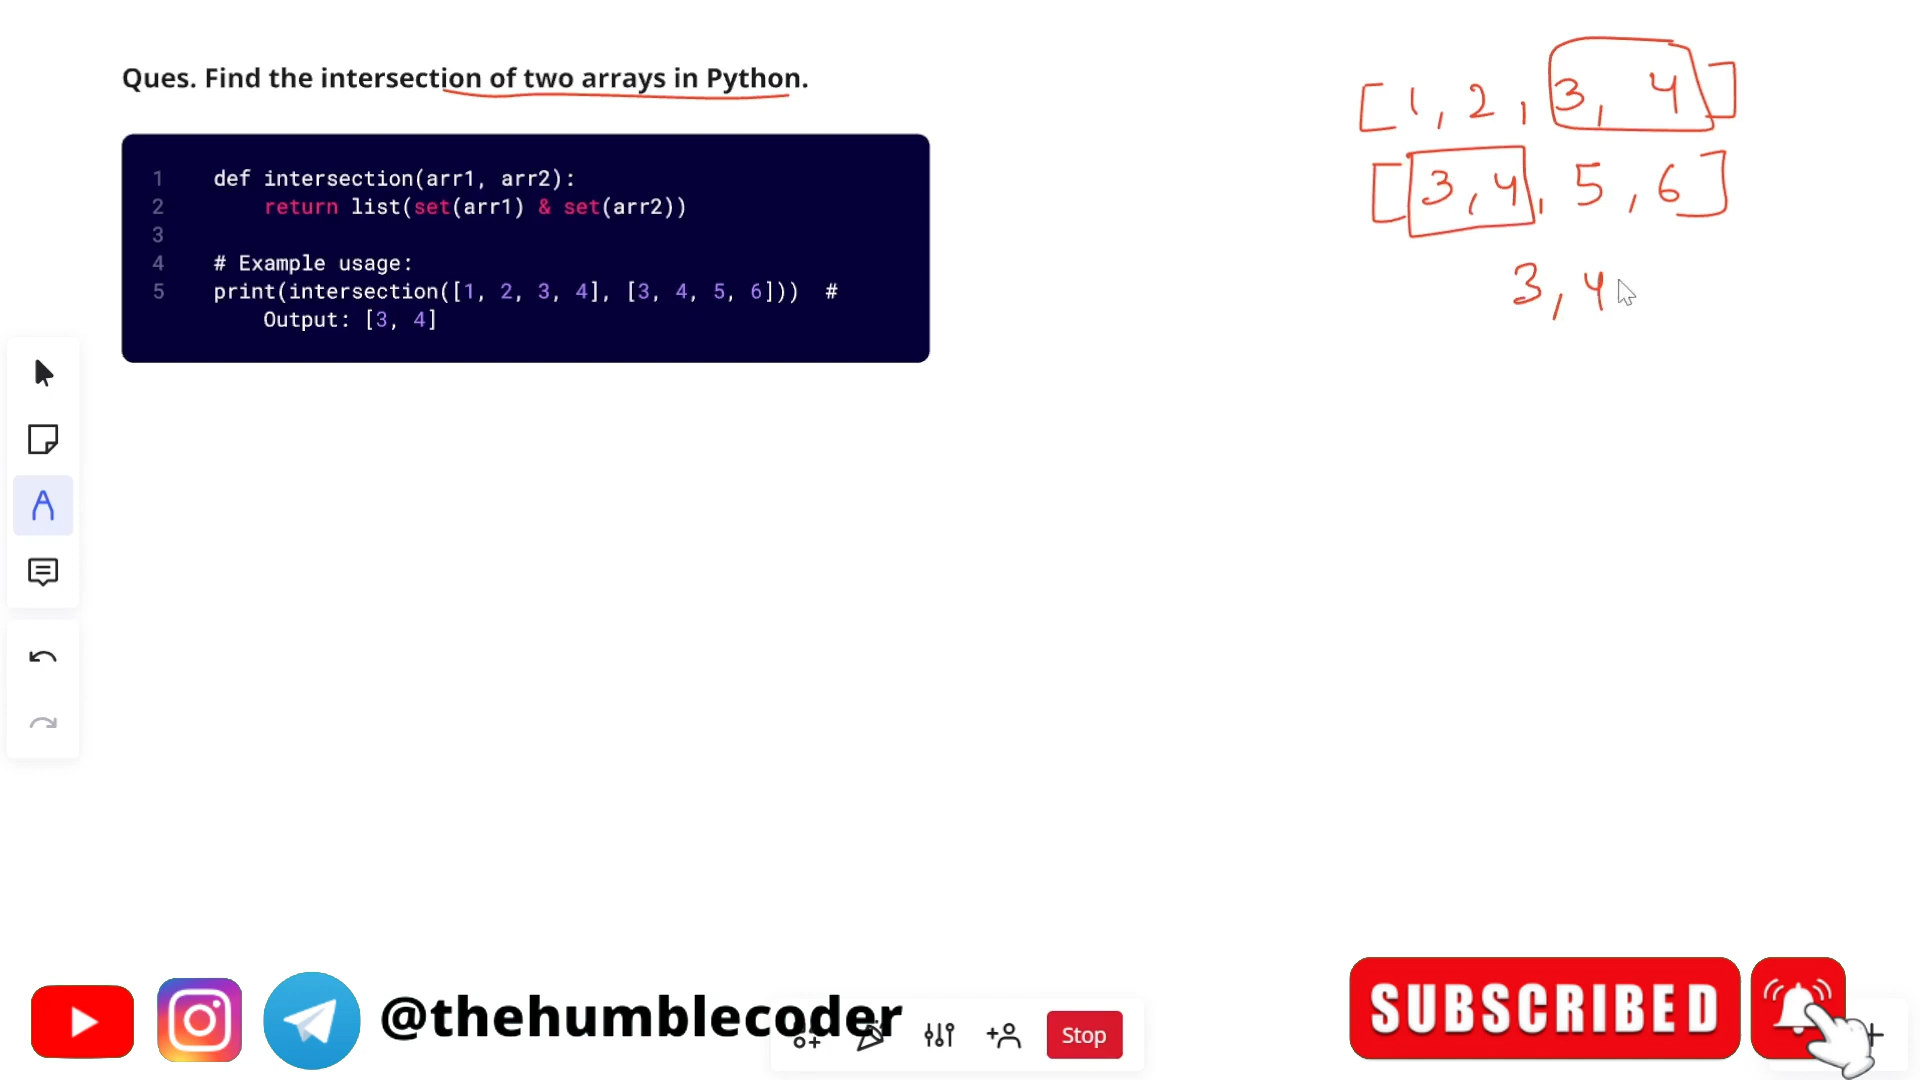 Ques. Find the intersection of two arrays in Python.
1 def intersection(arr1, arr2):
2 return list(set(arr1) & set(arr2))
3
4 # Example usage:
5 print(intersection([1, 2, 3, 4], [3, 4, 5, 6])) #
Output: [3, 4]
[1, 2, 3, 4]
[3, 4, 5, 6]
3, 4
@thehumblecoder
Stop
SUBSCRIBED